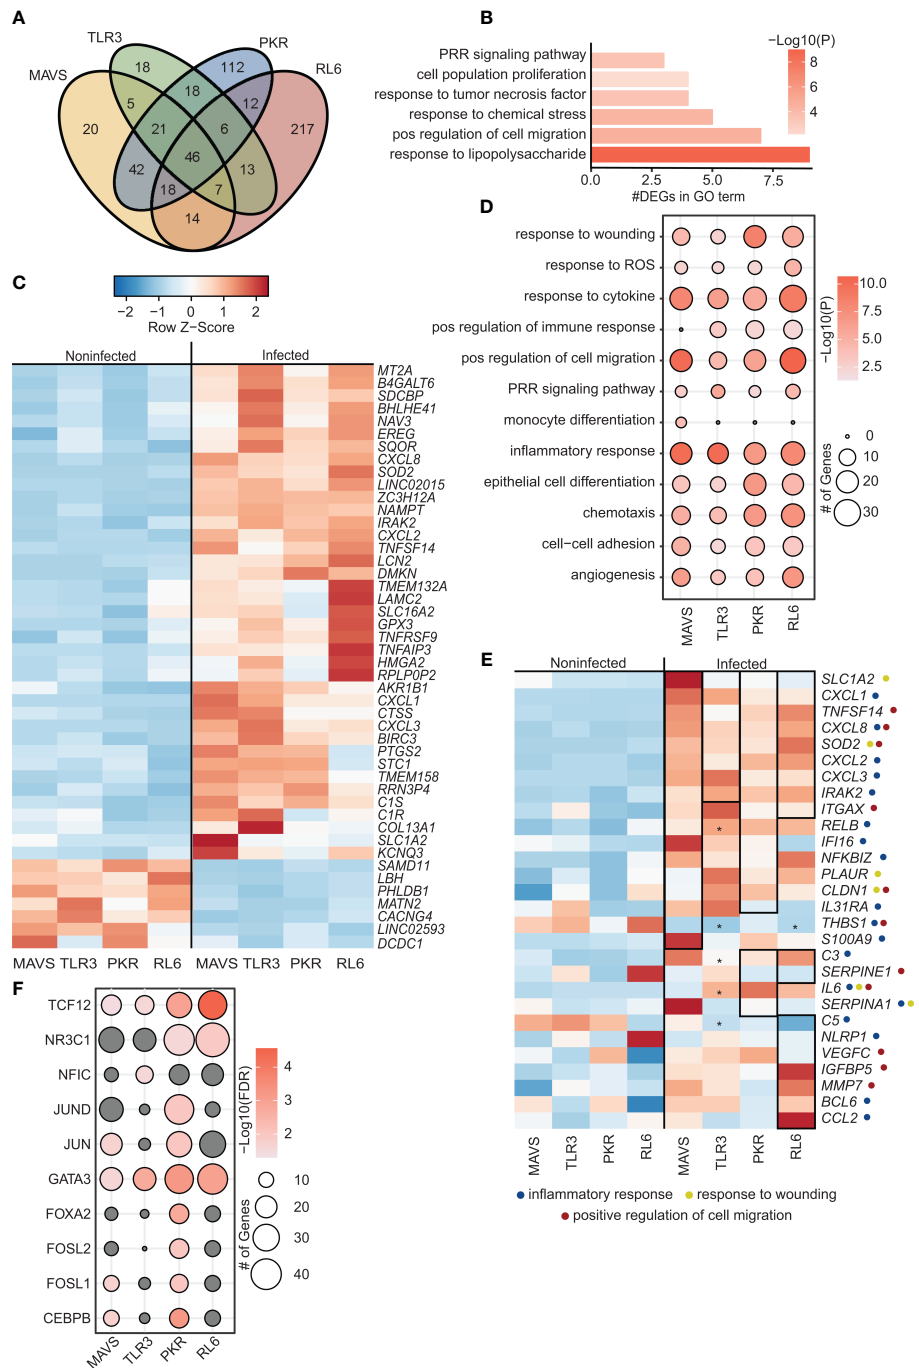 A
TLR3
PKR
MAVS
RL6
18
112
5
18
12
20
21
6
217
46
42
13
18
7
14
B
−Log10(P)
8
6
4
PRR signaling pathway
cell population proliferation
response to tumor necrosis factor
response to chemical stress
pos regulation of cell migration
response to lipopolysaccharide
0.0 2.5 5.0 7.5
#DEGs in GO term
C
−2 −1 0 1 2
Row Z−Score
Noninfected Infected
MT2A
B4GALT6
SDCBP
BHLHE41
NAV3
EREG
SQOR
CXCL8
SOD2
LINC02015
ZC3H12A
NAMPT
IRAK2
CXCL2
TNFSF14
LCN2
DMKN
TMEM132A
LAMC2
SLC16A2
GPX3
TNFRSF9
TNFAIP3
HMGA2
RPLP0P2
AKR1B1
CXCL1
CTSS
CXCL3
BIRC3
PTGS2
STC1
TMEM158
RRN3P4
C1S
C1R
COL13A1
SLC1A2
KCNQ3
SAMD11
LBH
PHLDB1
MATN2
CACNG4
LINC02593
DCDC1
MAVS TLR3 PKR RL6 MAVS TLR3 PKR RL6
D
response to wounding
response to ROS
response to cytokine
pos regulation of immune response
pos regulation of cell migration
PRR signaling pathway
monocyte differentiation
inflammatory response
epithelial cell differentiation
chemotaxis
cell−cell adhesion
angiogenesis
MAVS TLR3 PKR RL6
−Log10(P)
10.0
7.5
5.0
2.5
# of Genes
0
10
20
30
E
Noninfected Infected
SLC1A2
CXCL1
TNFSF14
CXCL8
SOD2
CXCL2
CXCL3
IRAK2
ITGAX
* RELB
IFI16
NFKBIZ
PLAUR
CLDN1
IL31RA
* * THBS1
S100A9
* C3
SERPINE1
* IL6
SERPINA1
* C5
NLRP1
VEGFC
IGFBP5
MMP7
BCL6
CCL2
MAVS TLR3 PKR RL6 MAVS TLR3 PKR RL6
inflammatory response response to wounding
positive regulation of cell migration
F
TCF12
NR3C1
NFIC
JUND
JUN
GATA3
FOXA2
FOSL2
FOSL1
CEBPB
MAVS TLR3 PKR RL6
−Log10(FDR)
4
3
2
# of Genes
10
20
30
40